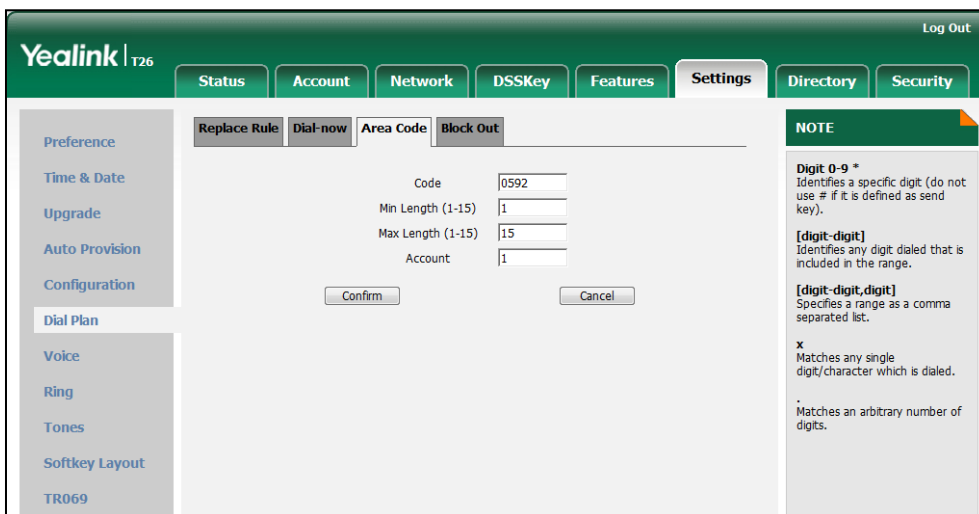 Log Out
Yealink | T26
Status Account Network DSSKey Features Settings Directory Security
Preference
Time & Date
Upgrade
Auto Provision
Configuration
Dial Plan
Voice
Ring
Tones
Softkey Layout
TR069
Replace Rule Dial-now Area Code Block Out
Code 0592
Min Length (1-15) 1
Max Length (1-15) 15
Account 1
Confirm Cancel
NOTE
Digit 0-9 *
Identifies a specific digit (do not
use # if it is defined as send
key).
[digit-digit]
Identifies any digit dialed that is
included in the range.
[digit-digit,digit]
Specifies a range as a comma
separated list.
x
Matches any single
digit/character which is dialed.
.
Matches an arbitrary number of
digits.